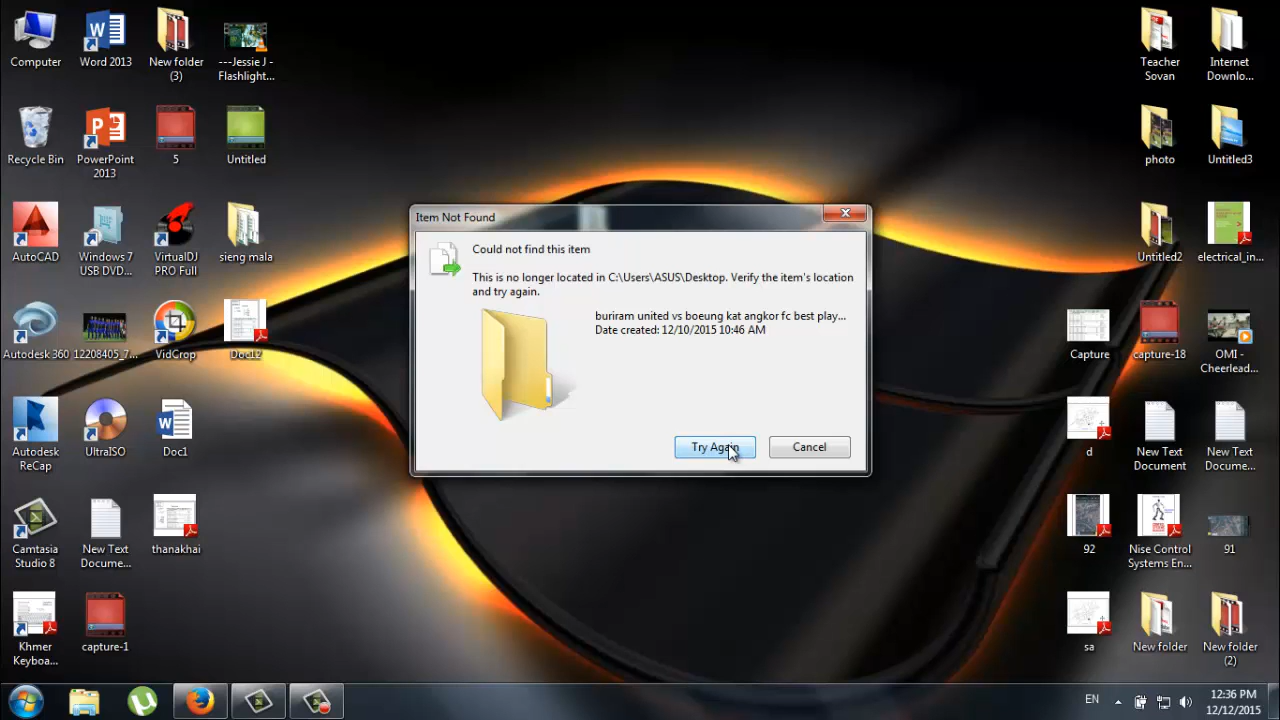 Computer
Word 2013
New folder
(3)
---Jessie J -
Flashlight...
Teacher
Sovan
Internet
Downlo...
Recycle Bin
PowerPoint
2013
5
Untitled
photo
Untitled3
AutoCAD
Windows 7
USB DVD...
VirtualDJ
PRO Full
sieng mala
Untitled2
electrical_in...
Item Not Found
Could not find this item
This is no longer located in C:\Users\ASUS\Desktop. Verify the item's location
and try again.
buriram united vs boeung kat angkor fc best play...
Date created: 12/10/2015 10:46 AM
Try Again
Cancel
Autodesk 360
12208405_7...
VidCrop
Doc12
Capture
capture-18
OMI -
Cheerlead...
Autodesk
ReCap
UltraISO
Doc1
d
New Text
Document
New Text
Docume...
Camtasia
Studio 8
New Text
Docume...
thanakhai
92
Nise Control
Systems En...
91
Khmer
Keyboa...
capture-1
sa
New folder
New folder
(2)
EN
12:36 PM
12/12/2015